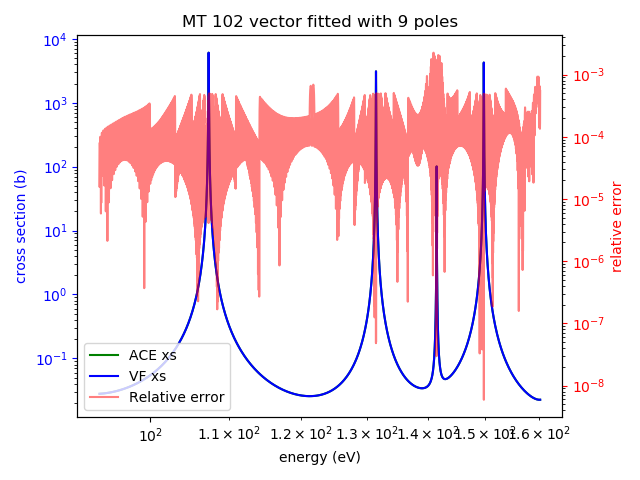 MT 102 vector fitted with 9 poles
10⁴
10³
10²
10¹
10⁰
10⁻¹
cross section (b)
10⁻³
10⁻⁴
10⁻⁵
10⁻⁶
10⁻⁷
10⁻⁸
relative error
ACE xs
VF xs
Relative error
10² 1.1 × 10² 1.2 × 10² 1.3 × 10² 1.4 × 10² 1.5 × 10² 1.6 × 10²
energy (eV)